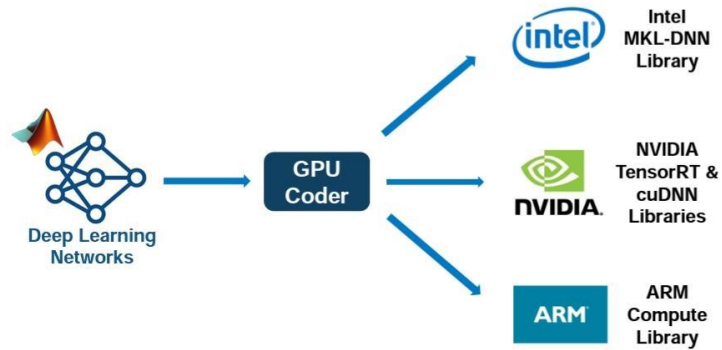 Deep Learning
Networks
GPU
Coder
intel
Intel
MKL-DNN
Library
NVIDIA.
NVIDIA
TensorRT &
cuDNN
Libraries
ARM
ARM
Compute
Library